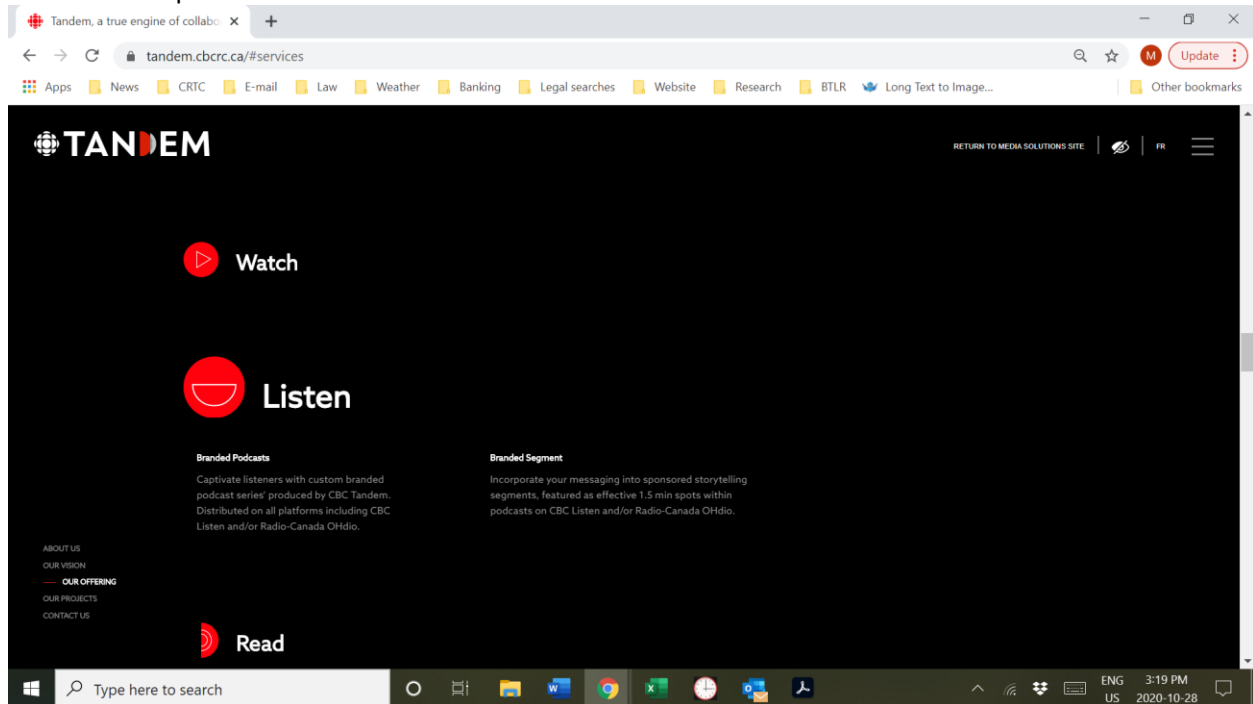 Tandem, a true engine of collabo
tandem.cbcrc.ca/#services
M Update
Apps News CRTC E-mail Law Weather Banking Legal searches Website Research BTLR Long Text to Image... Other bookmarks
TANDEM
RETURN TO MEDIA SOLUTIONS SITE FR
Watch
Listen
Branded Podcasts
Captivate listeners with custom branded
podcast series' produced by CBC Tandem.
Distributed on all platforms including CBC
Listen and/or Radio-Canada OHdio.
Branded Segment
Incorporate your messaging into sponsored storytelling
segments, featured as effective 1.5 min spots within
podcasts on CBC Listen and/or Radio-Canada OHdio.
ABOUT US
OUR VISION
OUR OFFERING
OUR PROJECTS
CONTACT US
Read
Type here to search
ENG 3:19 PM
US 2020-10-28